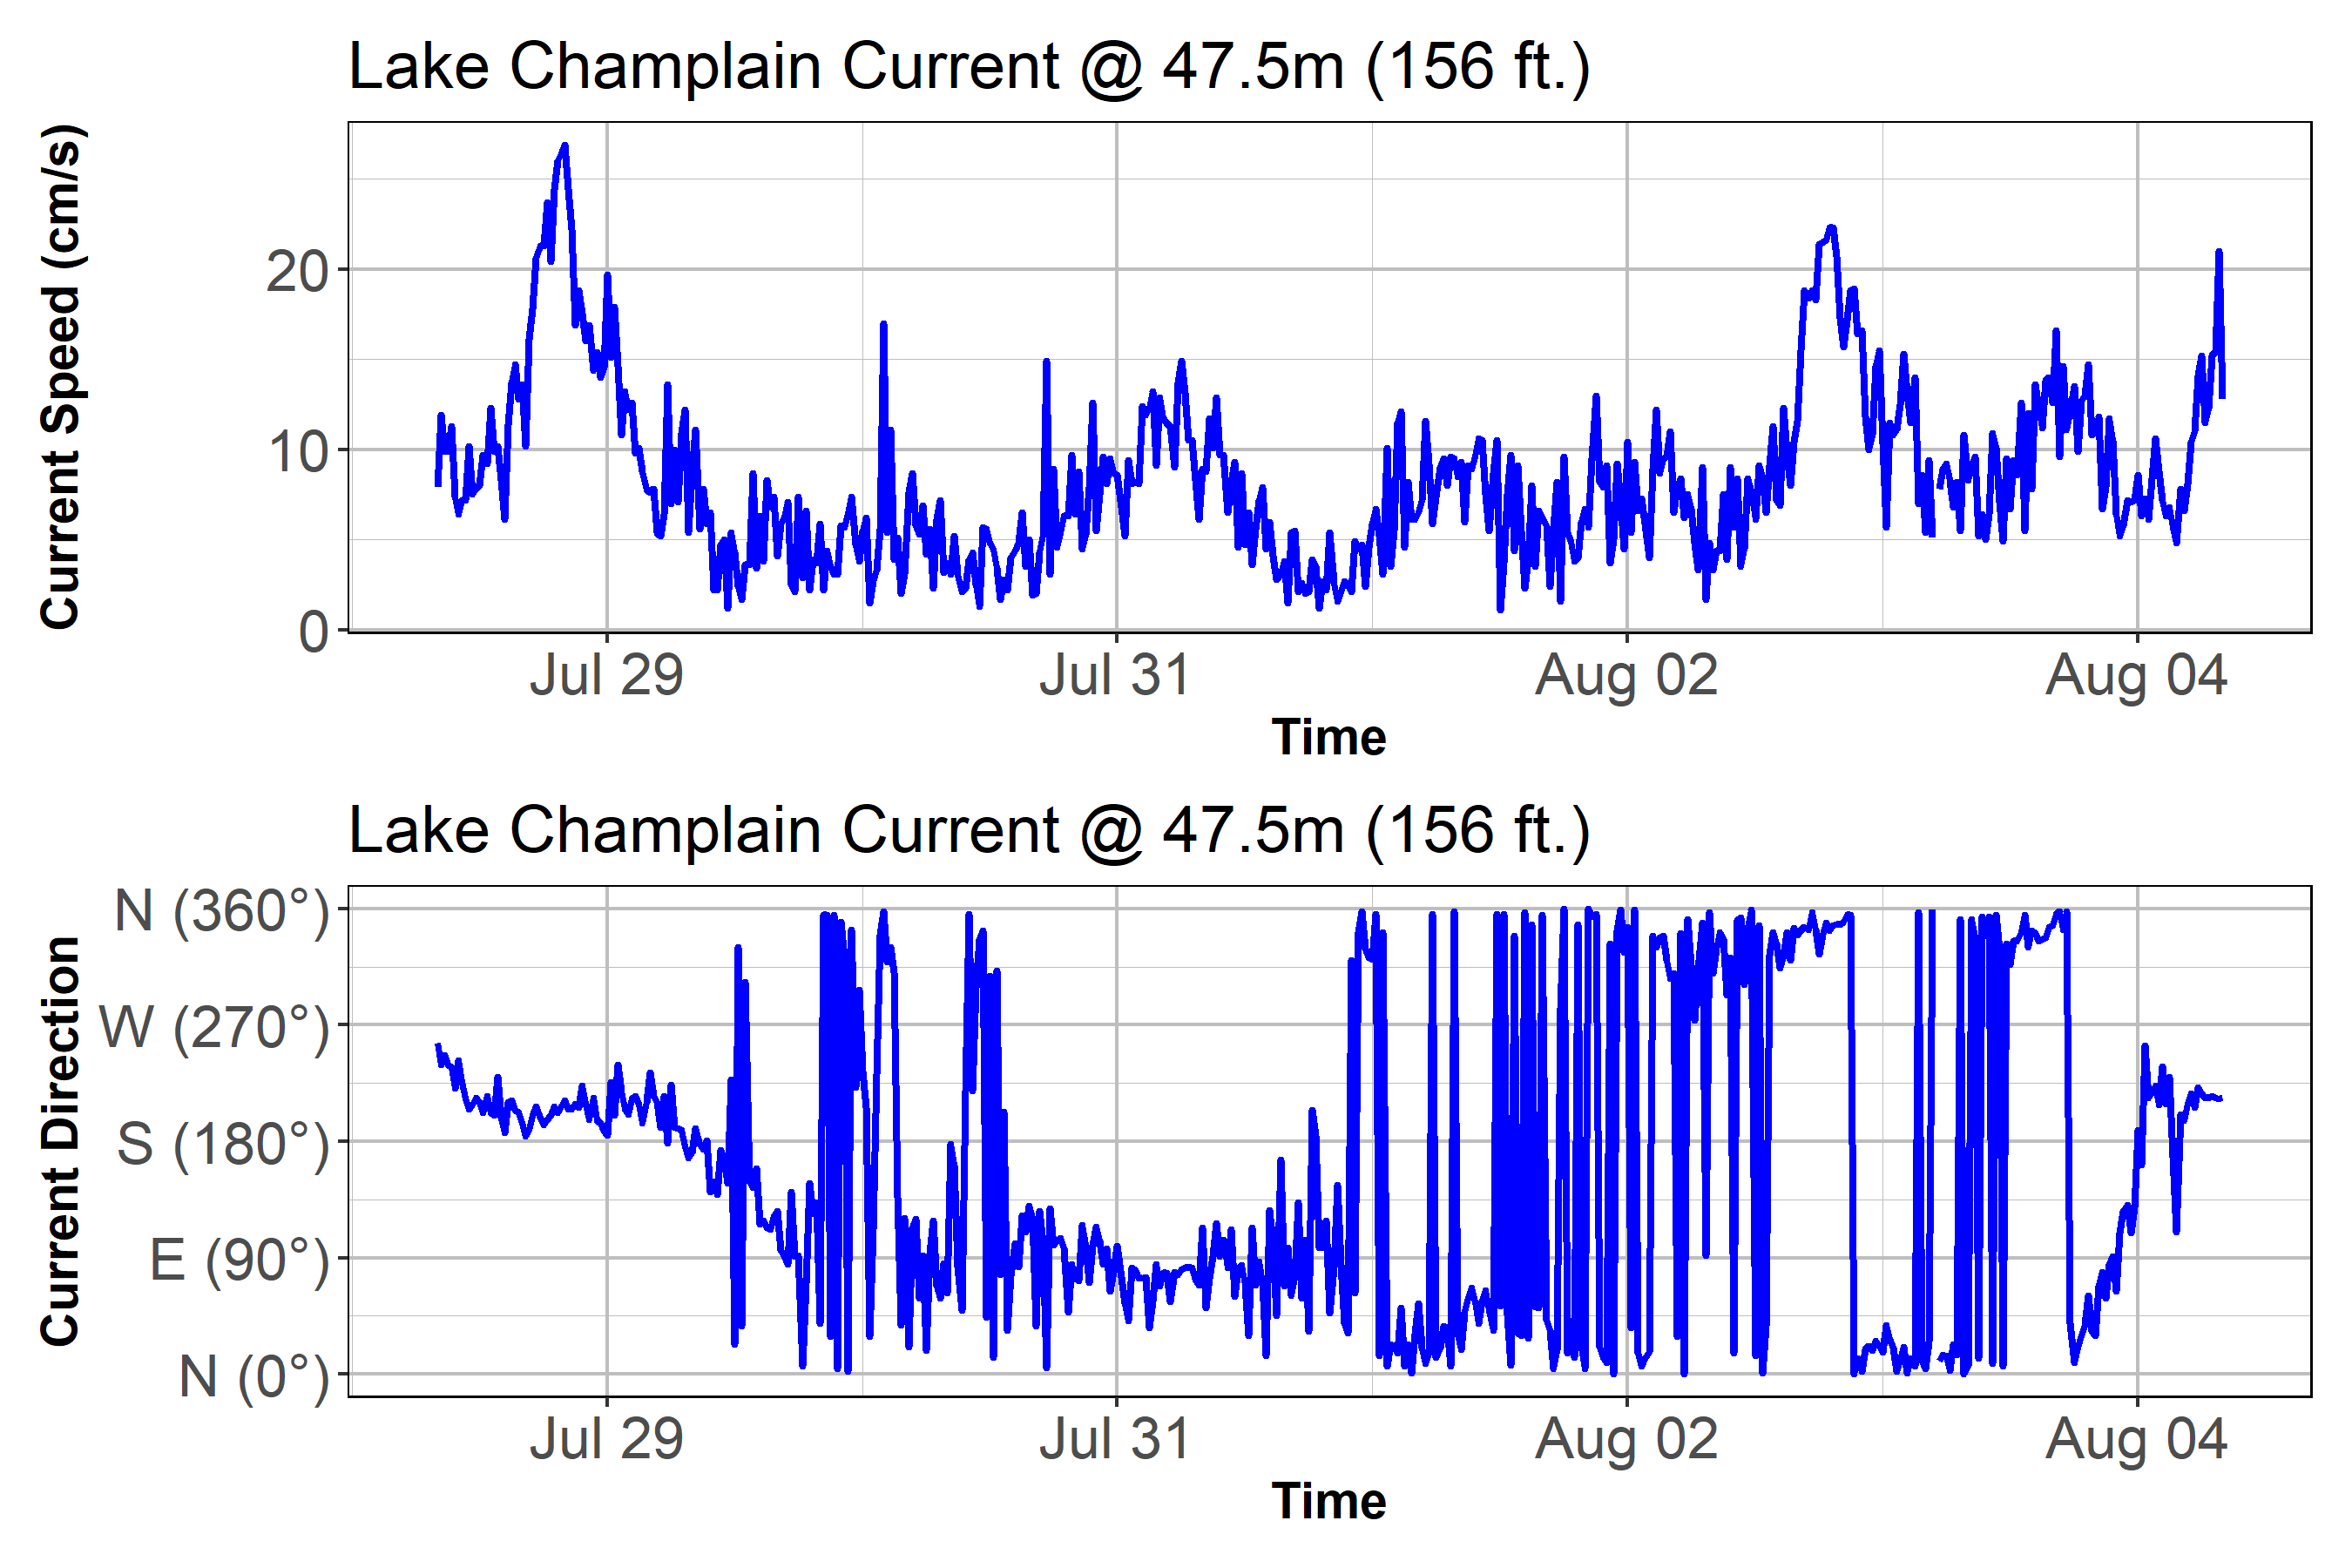 Lake Champlain Current @ 47.5m (156 ft.)
Current Speed (cm/s)
20
10
0
Jul 29 Jul 31 Aug 02 Aug 04
Time
Lake Champlain Current @ 47.5m (156 ft.)
Current Direction
N (360°)
W (270°)
S (180°)
E (90°)
N (0°)
Jul 29 Jul 31 Aug 02 Aug 04
Time